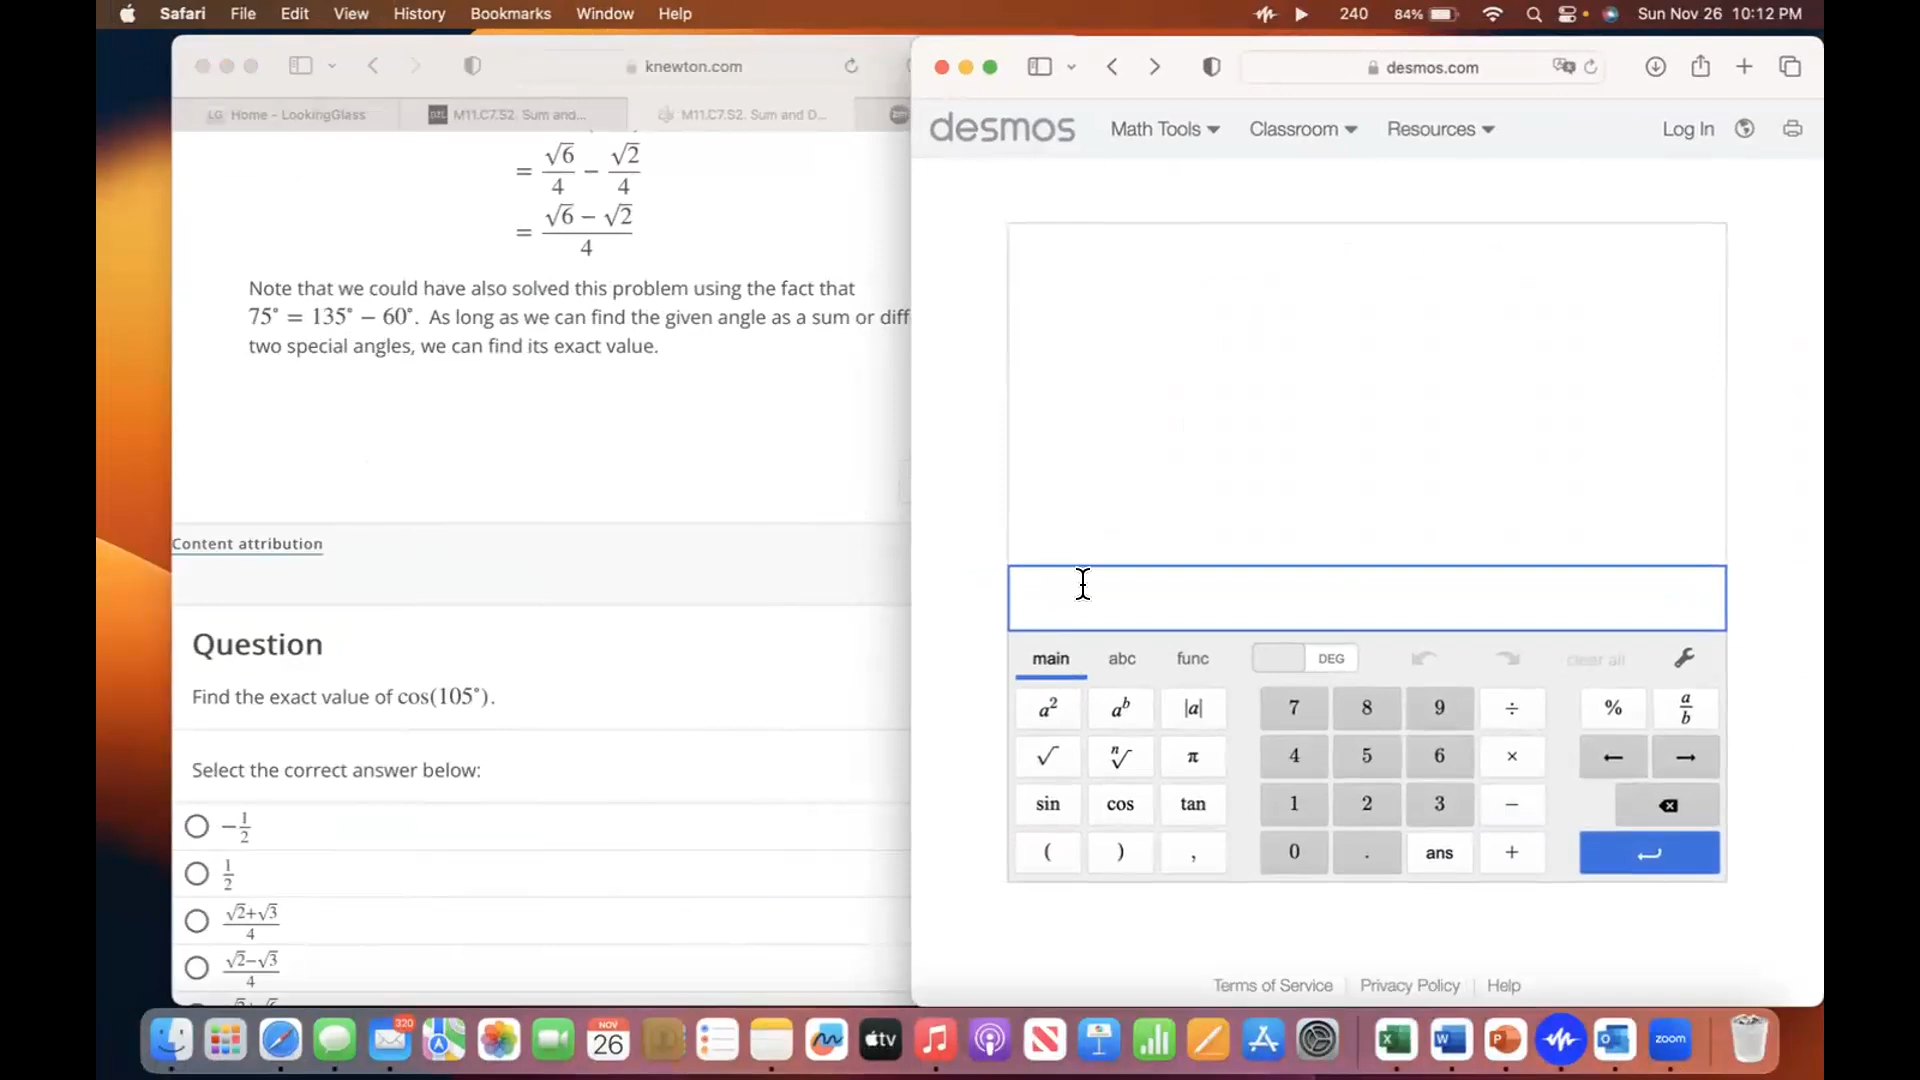 Safari File Edit View History Bookmarks Window Help 240 84% Sun Nov 26 10:12 PM
knewton.com
LG Home - LookingGlass M11.C7.S2. Sum and... M11.C7.S2. Sum and D...
= √6/4 − √2/4
= (√6 − √2)/4
Note that we could have also solved this problem using the fact that
75° = 135° − 60°. As long as we can find the given angle as a sum or diff
two special angles, we can find its exact value.
Content attribution
Question
Find the exact value of cos(105°).
Select the correct answer below:
−1/2
1/2
(√2+√3)/4
(√2−√3)/4
desmos.com
desmos Math Tools Classroom Resources Log In
main abc func DEG clear all
a² aᵇ |a| 7 8 9 ÷ % a/b
√ ⁿ√ π 4 5 6 × ← →
sin cos tan 1 2 3 −
( ) , 0 . ans +
Terms of Service Privacy Policy Help
320 NOV 26 tv X W P O zoom